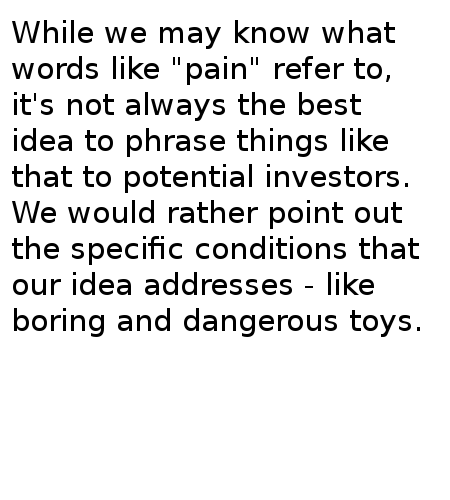 While we may know what
words like "pain" refer to,
it's not always the best
idea to phrase things like
that to potential investors.
We would rather point out
the specific conditions that
our idea addresses - like
boring and dangerous toys.